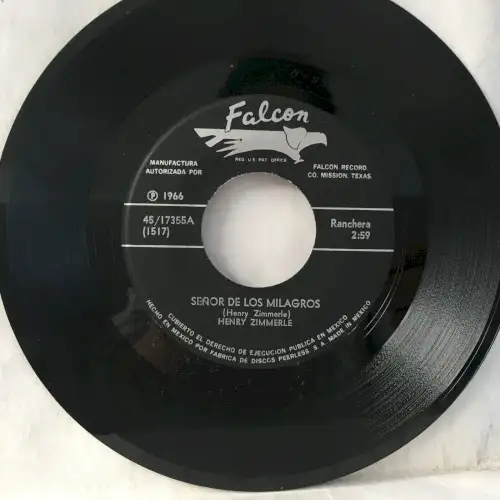 Falcon
REG. U.S. PAT. OFFICE
MANUFACTURA
AUTORIZADA POR
FALCON RECORD
CO. MISSION, TEXAS.
Ⓟ 1966
45/17355A
(1517)
Ranchera
2:59
SEÑOR DE LOS MILAGROS
(Henry Zimmerle)
HENRY ZIMMERLE
CUBIERTO EL DERECHO DE EJECUCION PUBLICA EN MEXICO
HECHO EN MEXICO POR FABRICA DE DISCOS PEERLESS, S.A. MADE IN MEXICO